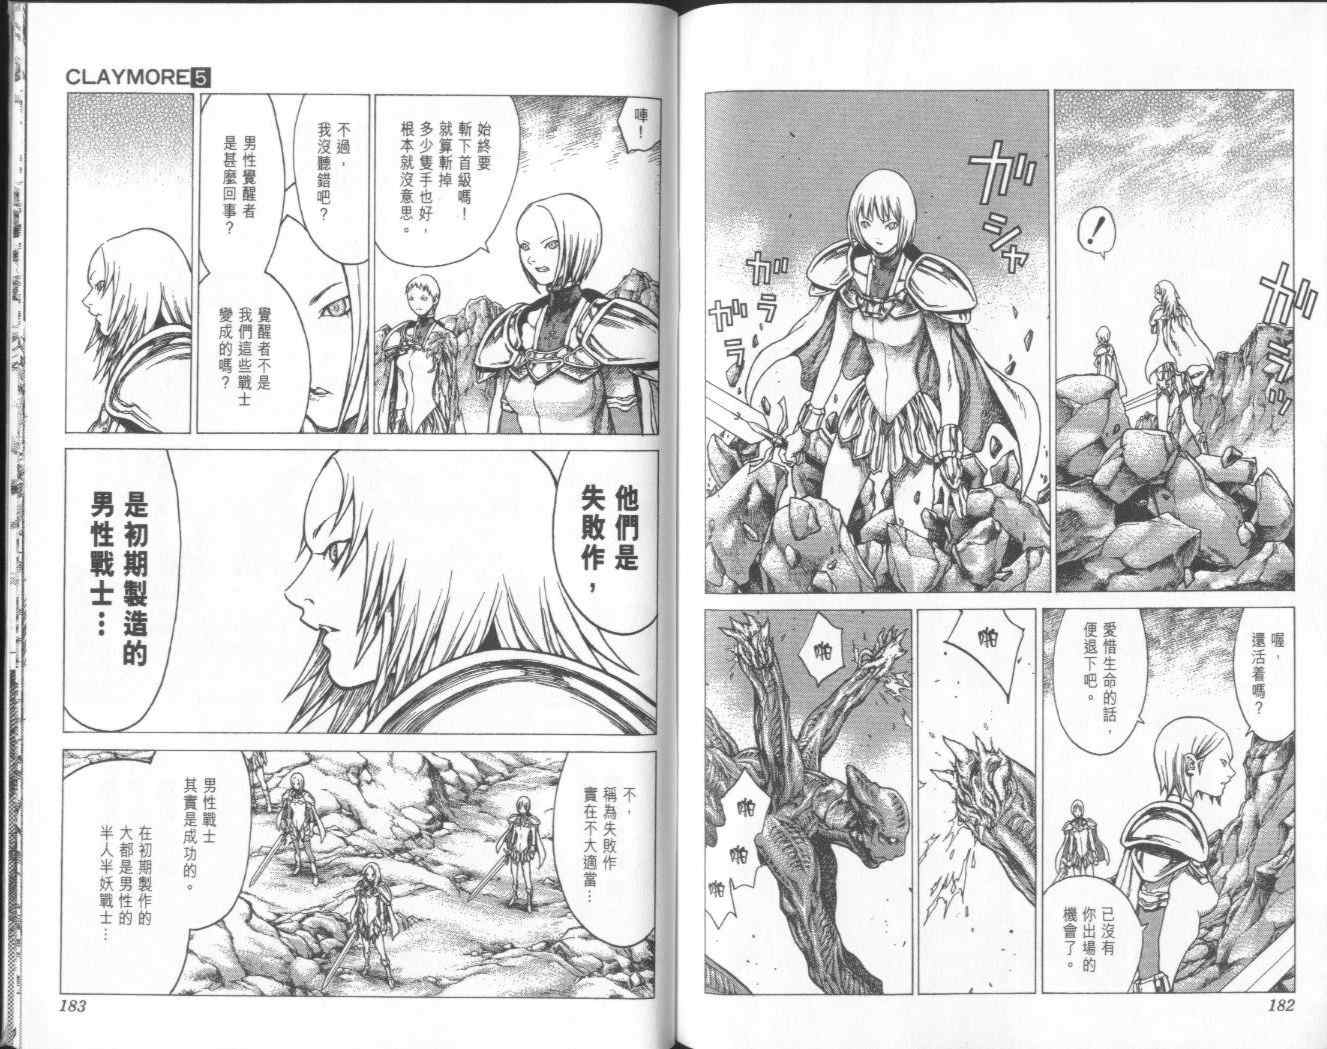 ！
ガ
ガッ
ガ
シャ
ガ
ラ
ガ
ラ
喔，
還活着嗎？
愛惜生命的話，
便退下吧。
已沒有
你出場的
機會了。
啪
啪
啪
啪
啪
182
CLAYMORE 5
唓！
始終要
斬下首級嗎！
就算斬掉
多少隻手也好，
根本就沒意思。
不過，
我沒聽錯吧？
男性覺醒者
是甚麼回事？
覺醒者不是
我們這些戰士
變成的嗎？
他們是
失敗作，
是初期製造的
男性戰士…
不，
稱為失敗作
實在不大適當…
男性戰士
其實是成功的。
在初期製作的
大都是男性的
半人半妖戰士…
183